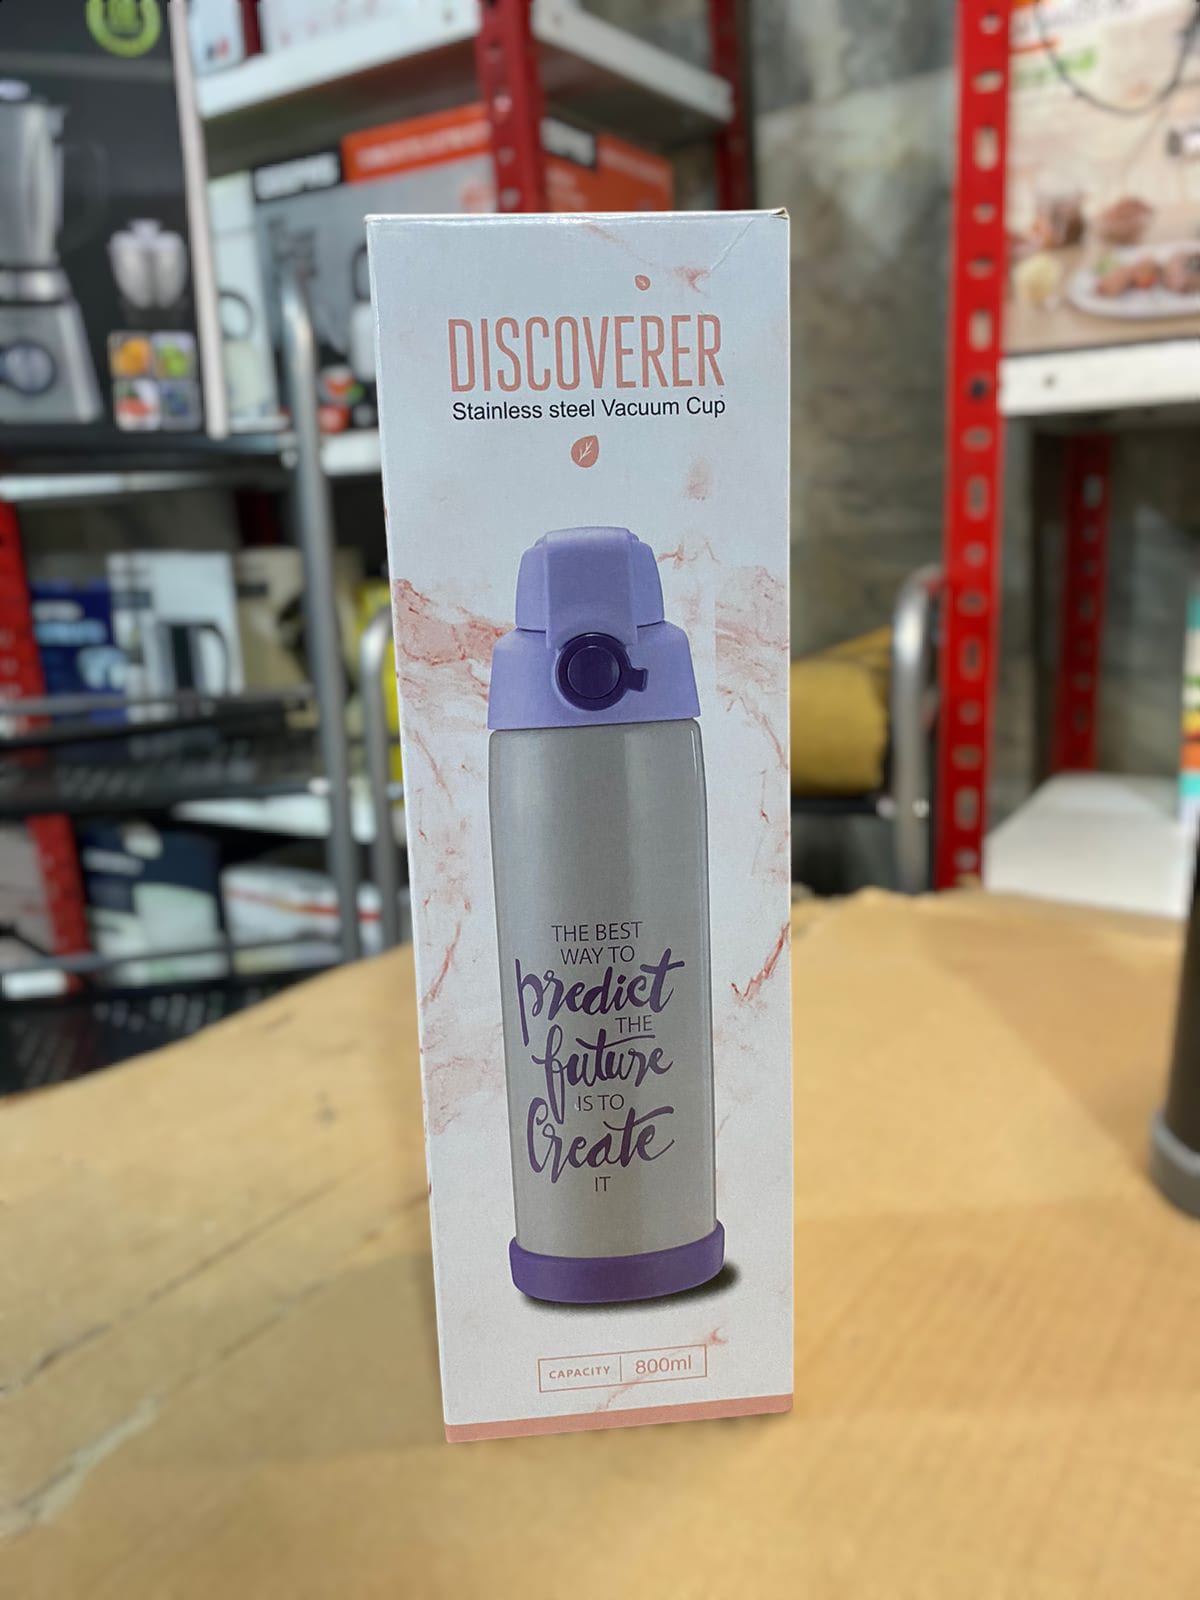 DISCOVERER
Stainless steel Vacuum Cup
THE BEST
WAY TO
predict
THE
future
IS TO
Create
IT
CAPACITY 800ml